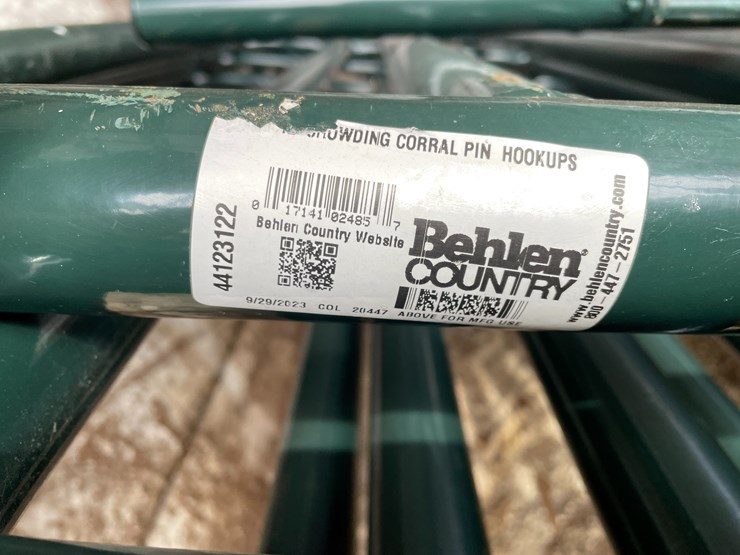 CROWDING CORRAL PIN HOOKUPS
0 17141 02485 7
Behlen Country Website
44123122
Behlen®
COUNTRY
www.behlencountry.com
800-447-2751
9/29/2023 COL 20447 ABOVE FOR MFG USE